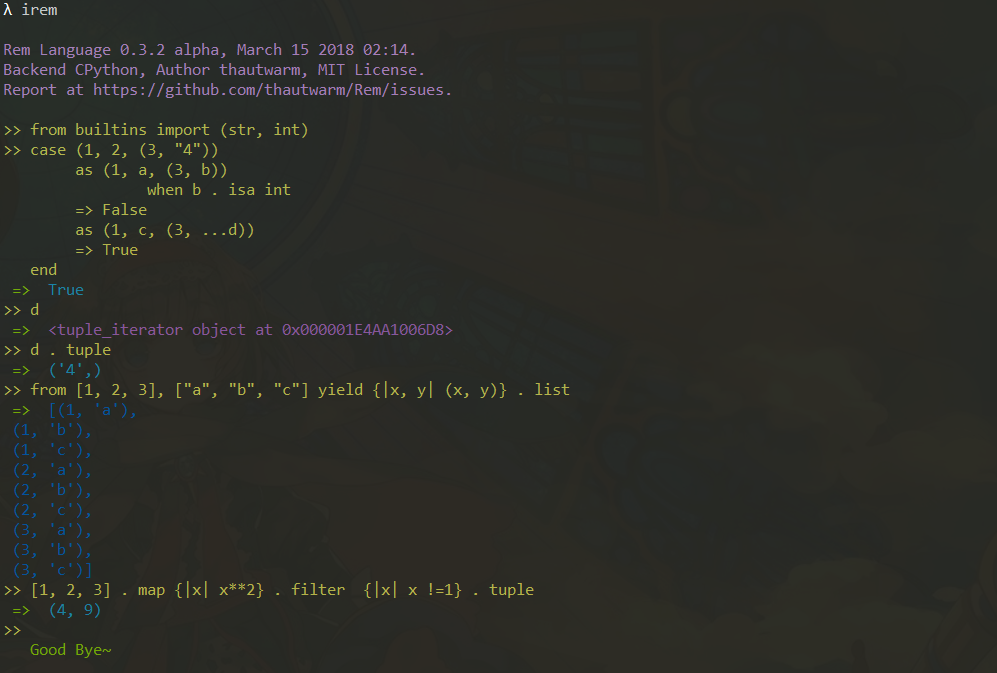 λ irem
Rem Language 0.3.2 alpha, March 15 2018 02:14.
Backend CPython, Author thautwarm, MIT License.
Report at https://github.com/thautwarm/Rem/issues.
>> from builtins import (str, int)
>> case (1, 2, (3, "4"))
as (1, a, (3, b))
when b . isa int
=> False
as (1, c, (3, ...d))
=> True
end
=> True
>> d
=> <tuple_iterator object at 0x000001E4AA1006D8>
>> d . tuple
=> ('4',)
>> from [1, 2, 3], ["a", "b", "c"] yield {|x, y| (x, y)} . list
=> [(1, 'a'),
(1, 'b'),
(1, 'c'),
(2, 'a'),
(2, 'b'),
(2, 'c'),
(3, 'a'),
(3, 'b'),
(3, 'c')]
>> [1, 2, 3] . map {|x| x**2} . filter  {|x| x !=1} . tuple
=> (4, 9)
>>
Good Bye~